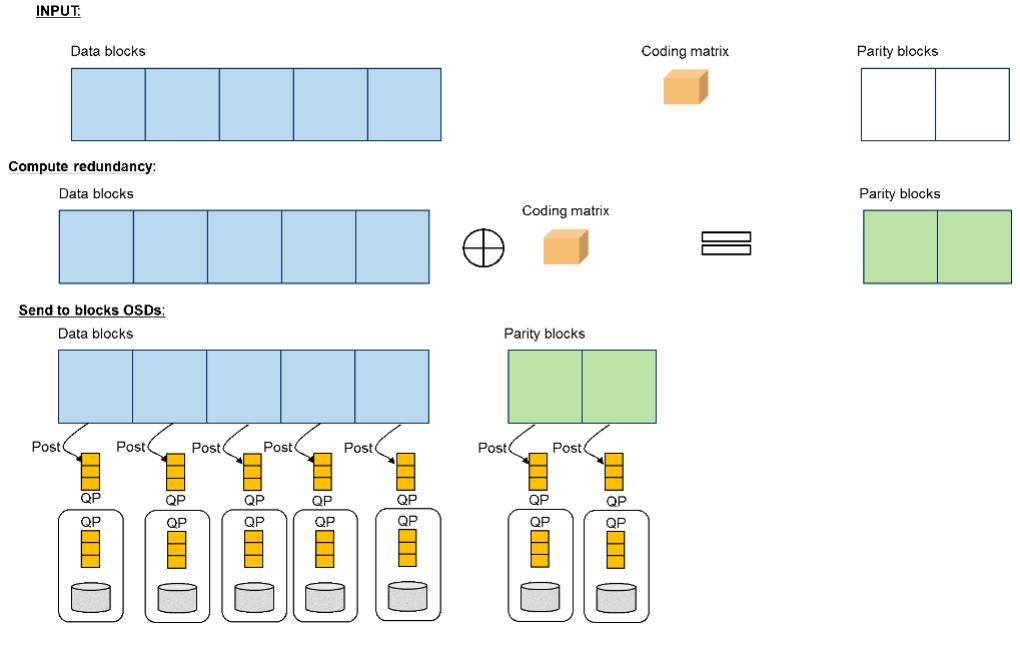 INPUT:
Data blocks
Coding matrix
Parity blocks
Compute redundancy:
Data blocks
Coding matrix
Parity blocks
Send to blocks OSDs:
Data blocks
Parity blocks
Post
Post
Post
Post
Post
Post
Post
QP
QP
QP
QP
QP
QP
QP
QP
QP
QP
QP
QP
QP
QP